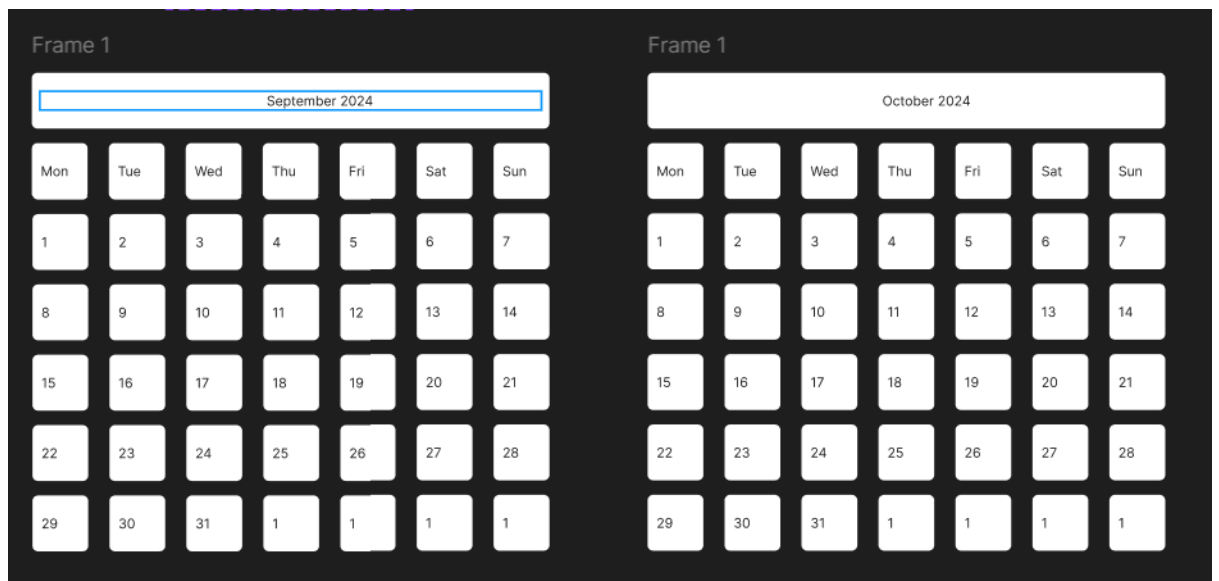 Frame 1
September 2024
Mon Tue Wed Thu Fri Sat Sun
1 2 3 4 5 6 7
8 9 10 11 12 13 14
15 16 17 18 19 20 21
22 23 24 25 26 27 28
29 30 31 1 1 1 1
Frame 1
October 2024
Mon Tue Wed Thu Fri Sat Sun
1 2 3 4 5 6 7
8 9 10 11 12 13 14
15 16 17 18 19 20 21
22 23 24 25 26 27 28
29 30 31 1 1 1 1